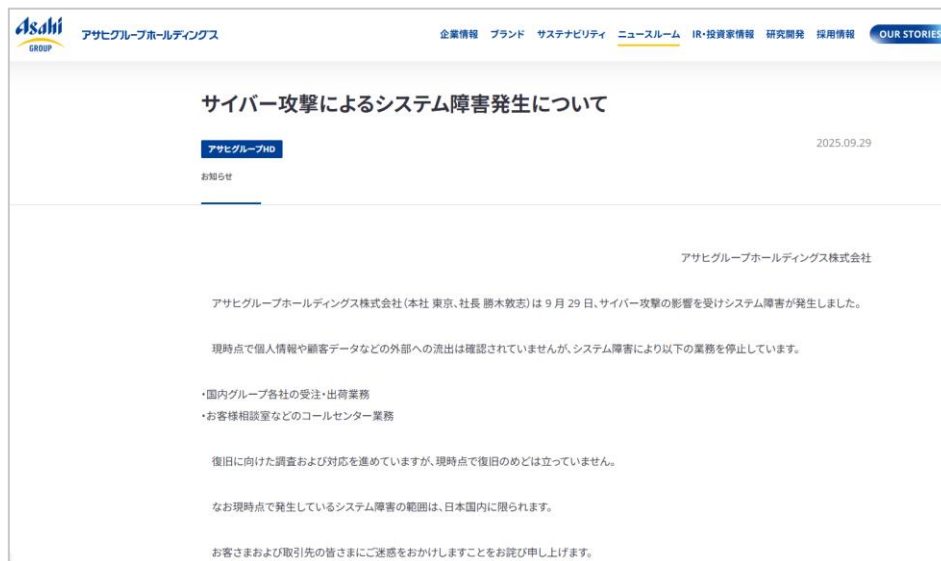 Asahi
GROUP
アサヒグループホールディングス
企業情報 ブランド サステナビリティ ニュースルーム IR・投資家情報 研究開発 採用情報 OUR STORIES
サイバー攻撃によるシステム障害発生について
アサヒグループHD
2025.09.29
お知らせ
アサヒグループホールディングス株式会社
アサヒグループホールディングス株式会社(本社 東京、社長 勝木敦志)は 9 月 29 日、サイバー攻撃の影響を受けシステム障害が発生しました。
現時点で個人情報や顧客データなどの外部への流出は確認されていませんが、システム障害により以下の業務を停止しています。
・国内グループ各社の受注・出荷業務
・お客様相談室などのコールセンター業務
復旧に向けた調査および対応を進めていますが、現時点で復旧のめどは立っていません。
なお現時点で発生しているシステム障害の範囲は、日本国内に限られます。
お客さまおよび取引先の皆さまにご迷惑をおかけしますことをお詫び申し上げます。